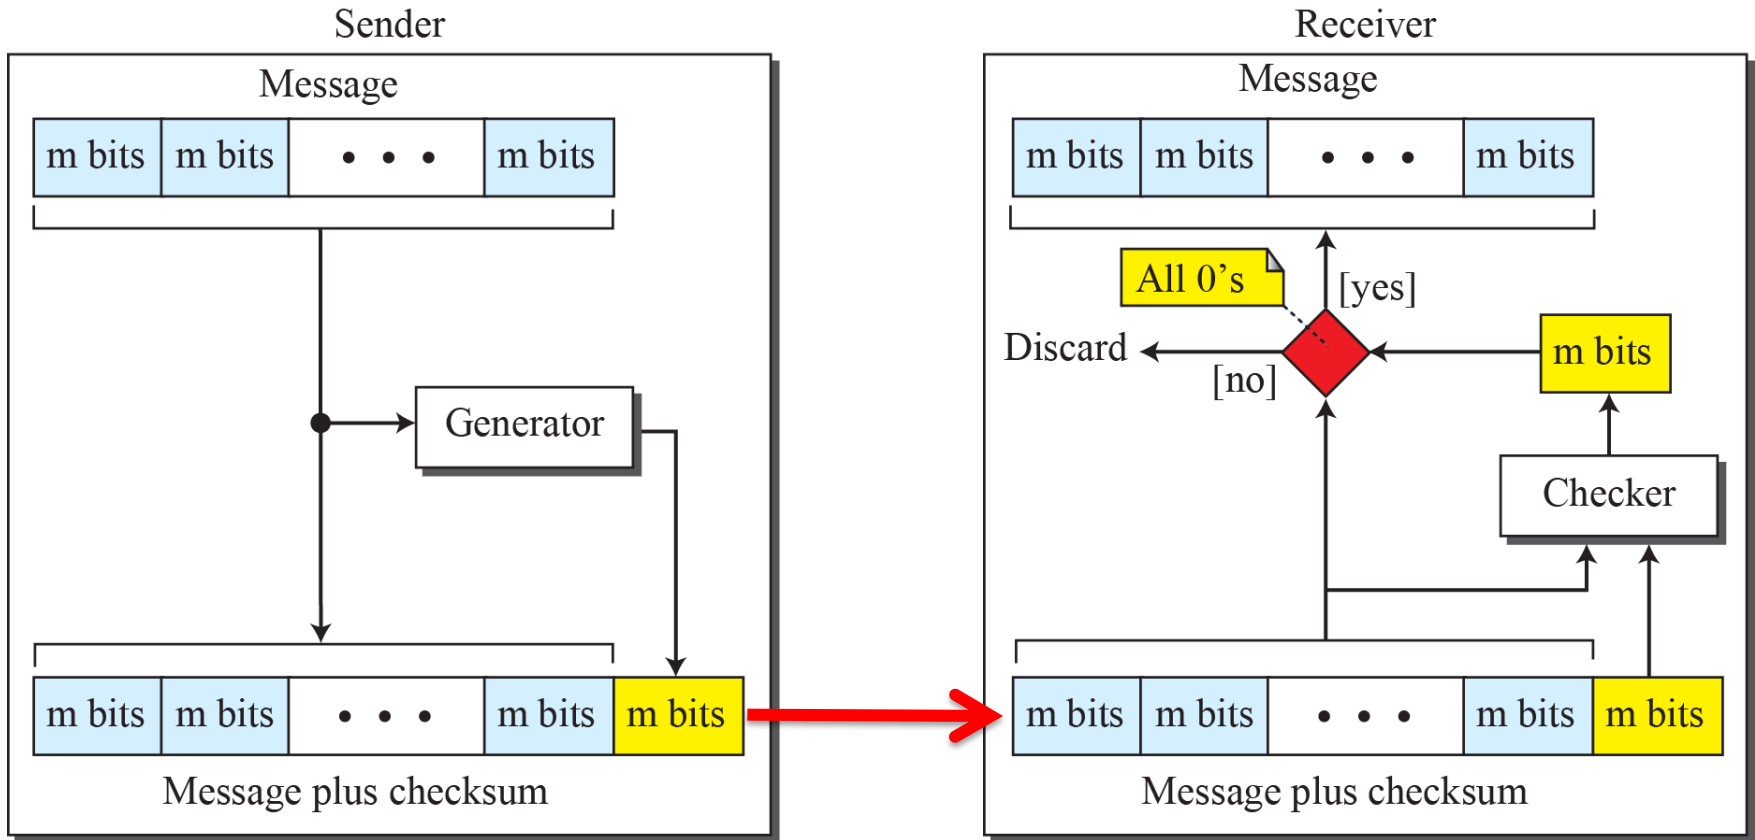 Sender
Message
m bits m bits • • • m bits
Generator
m bits m bits • • • m bits m bits
Message plus checksum
Receiver
Message
m bits m bits • • • m bits
All 0’s
[yes]
Discard
[no]
m bits
Checker
m bits m bits • • • m bits m bits
Message plus checksum